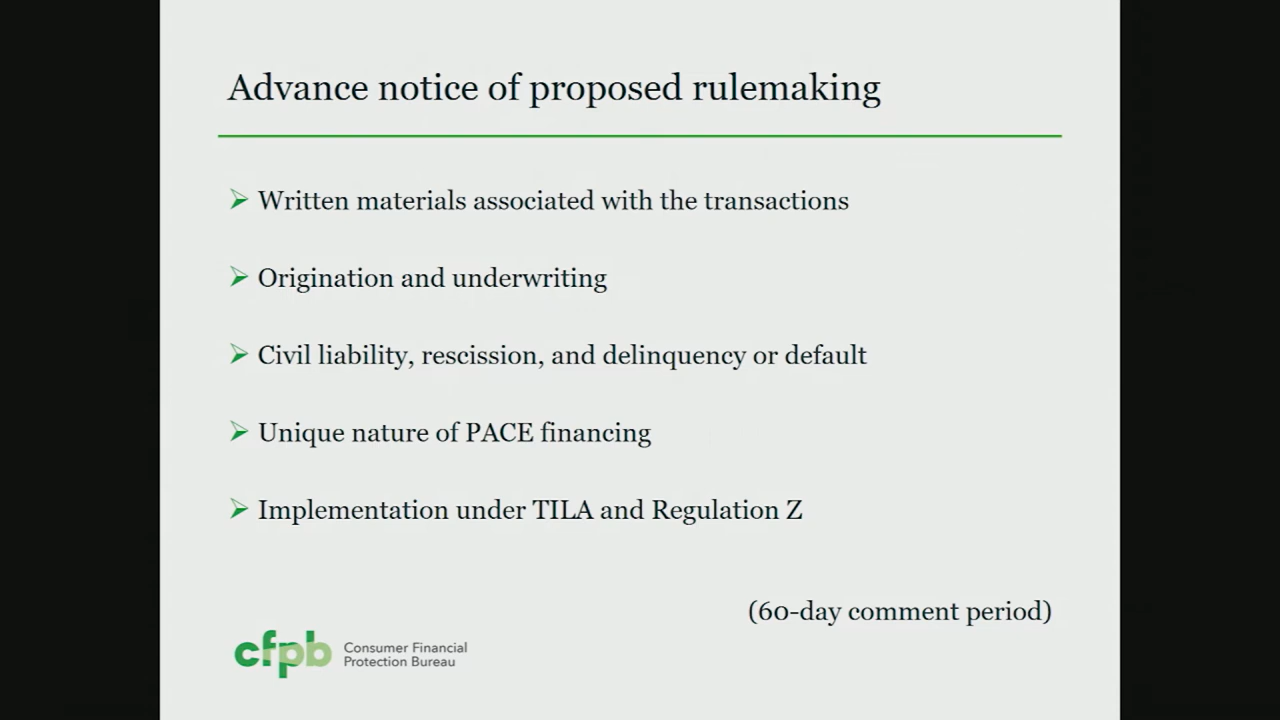 Advance notice of proposed rulemaking
Written materials associated with the transactions
Origination and underwriting
Civil liability, rescission, and delinquency or default
Unique nature of PACE financing
Implementation under TILA and Regulation Z
(60-day comment period)
cfpb
Consumer Financial
Protection Bureau